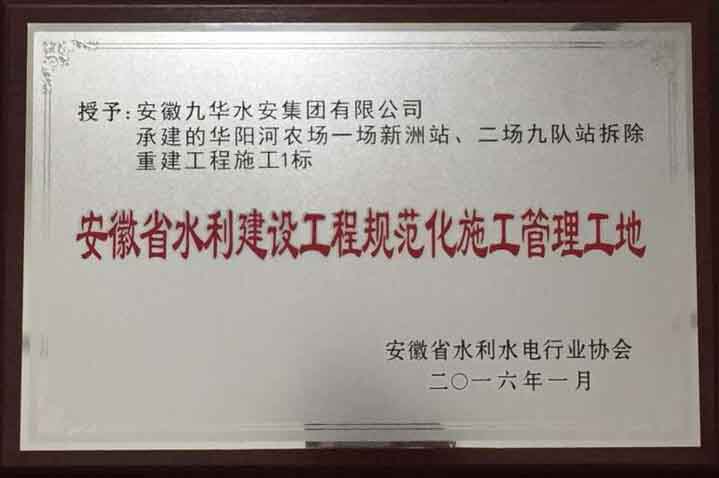 授予:安徽九华水安集团有限公司
承建的华阳河农场一场新洲站、二场九队站拆除
重建工程施工1标
安徽省水利建设工程规范化施工管理工地
安徽省水利水电行业协会
二〇一六年一月